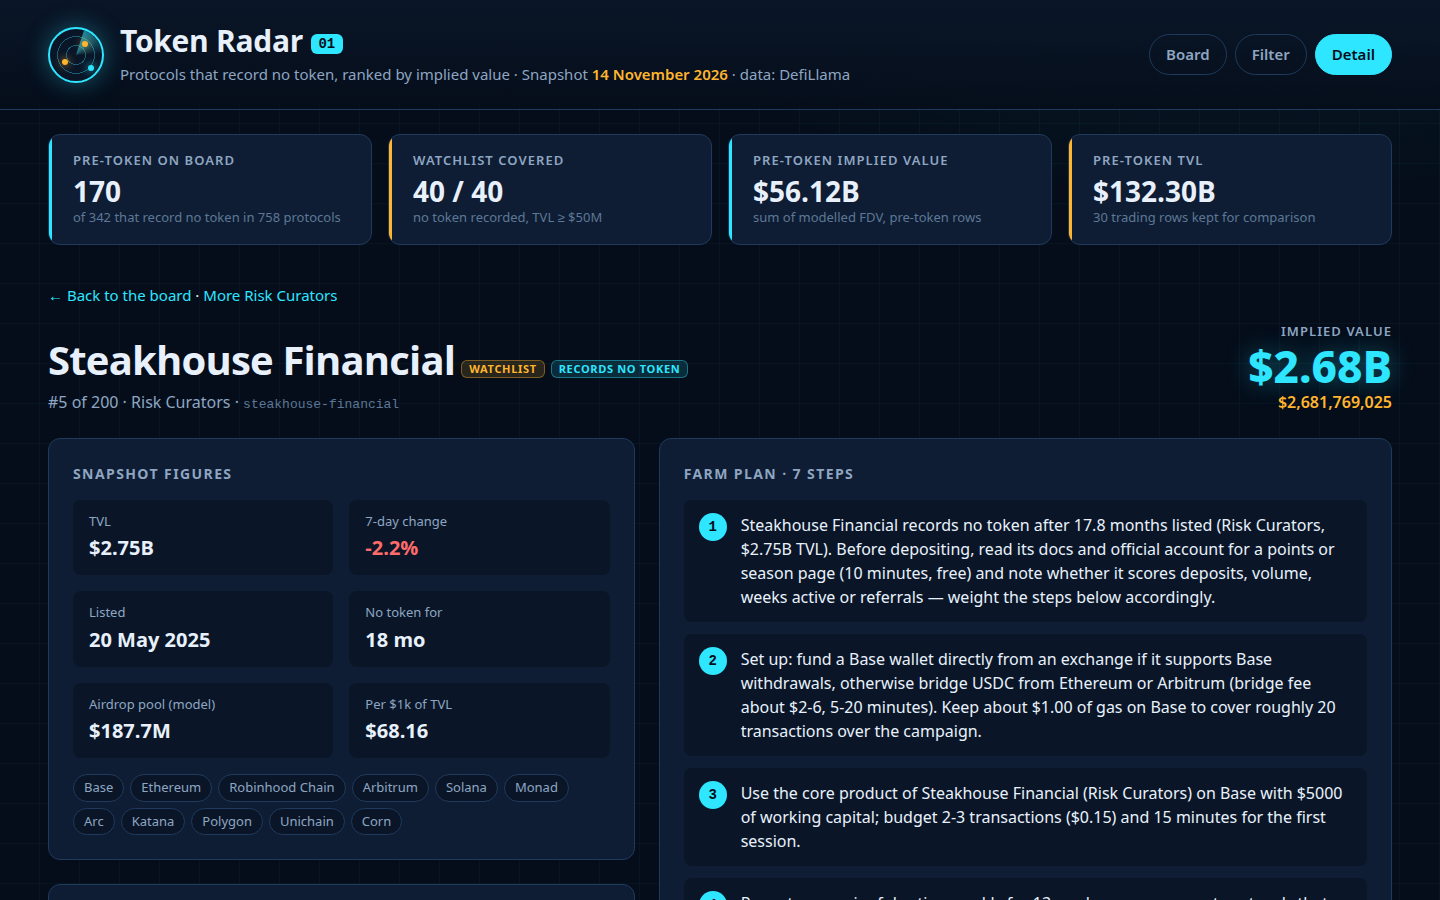 Token Radar 01
Protocols that record no token, ranked by implied value · Snapshot 14 November 2026 · data: DefiLlama
Board
Filter
Detail
PRE-TOKEN ON BOARD
170
of 342 that record no token in 758 protocols
WATCHLIST COVERED
40 / 40
no token recorded, TVL ≥ $50M
PRE-TOKEN IMPLIED VALUE
$56.12B
sum of modelled FDV, pre-token rows
PRE-TOKEN TVL
$132.30B
30 trading rows kept for comparison
← Back to the board · More Risk Curators
Steakhouse Financial WATCHLIST RECORDS NO TOKEN
#5 of 200 · Risk Curators · steakhouse-financial
IMPLIED VALUE
$2.68B
$2,681,769,025
SNAPSHOT FIGURES
TVL
$2.75B
7-day change
-2.2%
Listed
20 May 2025
No token for
18 mo
Airdrop pool (model)
$187.7M
Per $1k of TVL
$68.16
Base Ethereum Robinhood Chain Arbitrum Solana Monad
Arc Katana Polygon Unichain Corn
FARM PLAN · 7 STEPS
1
Steakhouse Financial records no token after 17.8 months listed (Risk Curators,
$2.75B TVL). Before depositing, read its docs and official account for a points or
season page (10 minutes, free) and note whether it scores deposits, volume,
weeks active or referrals — weight the steps below accordingly.
2
Set up: fund a Base wallet directly from an exchange if it supports Base
withdrawals, otherwise bridge USDC from Ethereum or Arbitrum (bridge fee
about $2-6, 5-20 minutes). Keep about $1.00 of gas on Base to cover roughly 20
transactions over the campaign.
3
Use the core product of Steakhouse Financial (Risk Curators) on Base with $5000
of working capital; budget 2-3 transactions ($0.15) and 15 minutes for the first
session.